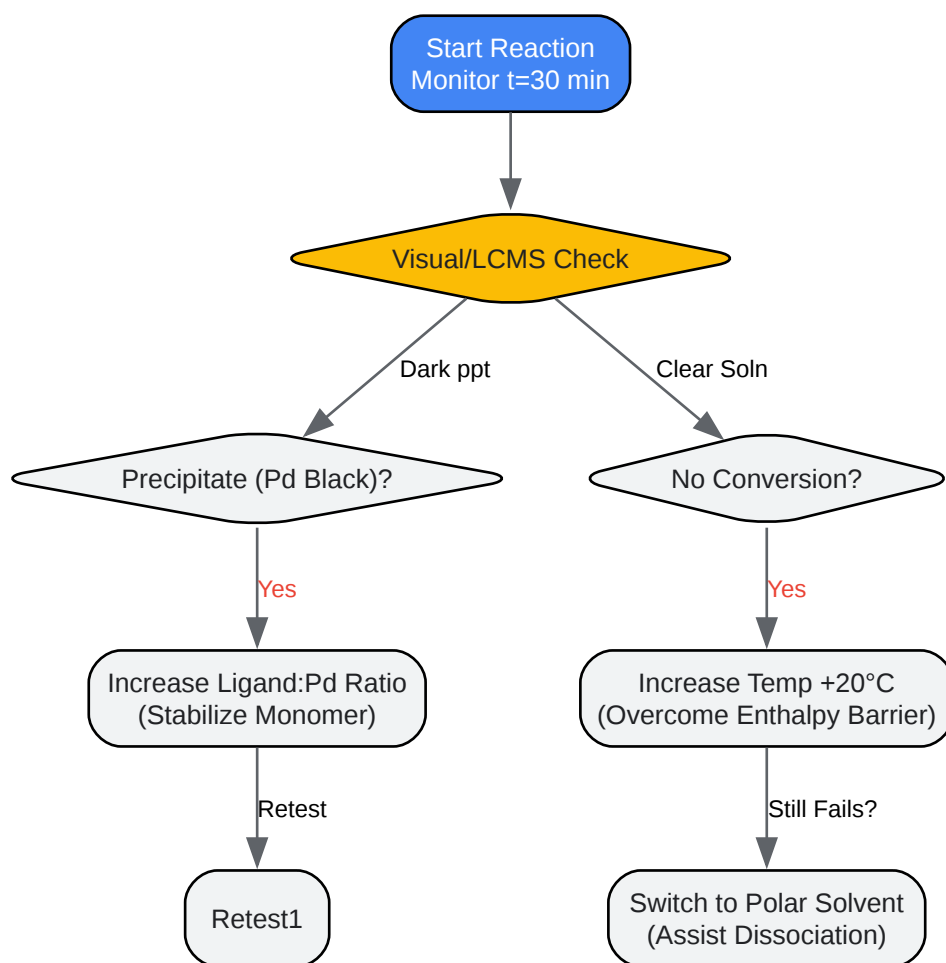 Start Reaction
Monitor t=30 min
Visual/LCMS Check
Dark ppt
Clear Soln
Precipitate (Pd Black)?
No Conversion?
Yes
Yes
Increase Ligand:Pd Ratio
(Stabilize Monomer)
Increase Temp +20°C
(Overcome Enthalpy Barrier)
Retest
Still Fails?
Retest1
Switch to Polar Solvent
(Assist Dissociation)